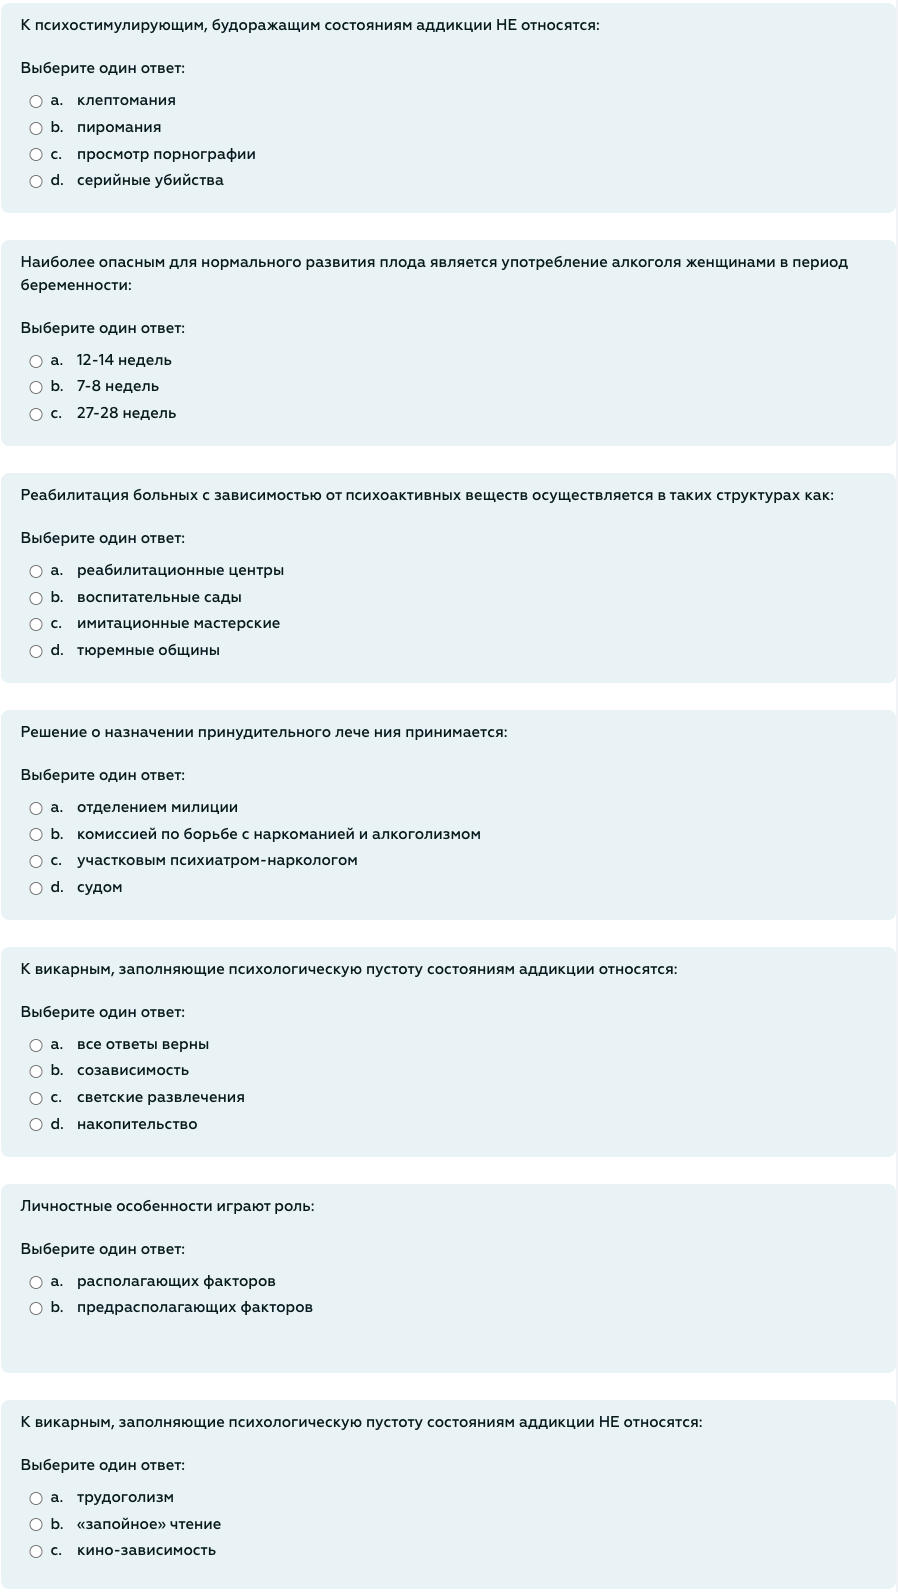 К психостимулирующим, будоражащим состояниям аддикции НЕ относятся:
Выберите один ответ:
a. клептомания
b. пиромания
c. просмотр порнографии
d. серийные убийства
Наиболее опасным для нормального развития плода является употребление алкоголя женщинами в период
беременности:
Выберите один ответ:
a. 12-14 недель
b. 7-8 недель
c. 27-28 недель
Реабилитация больных с зависимостью от психоактивных веществ осуществляется в таких структурах как:
Выберите один ответ:
a. реабилитационные центры
b. воспитательные сады
c. имитационные мастерские
d. тюремные общины
Решение о назначении принудительного лече ния принимается:
Выберите один ответ:
a. отделением милиции
b. комиссией по борьбе с наркоманией и алкоголизмом
c. участковым психиатром-наркологом
d. судом
К викарным, заполняющие психологическую пустоту состояниям аддикции относятся:
Выберите один ответ:
a. все ответы верны
b. созависимость
c. светские развлечения
d. накопительство
Личностные особенности играют роль:
Выберите один ответ:
a. располагающих факторов
b. предрасполагающих факторов
К викарным, заполняющие психологическую пустоту состояниям аддикции НЕ относятся:
Выберите один ответ:
a. трудоголизм
b. «запойное» чтение
c. кино-зависимость